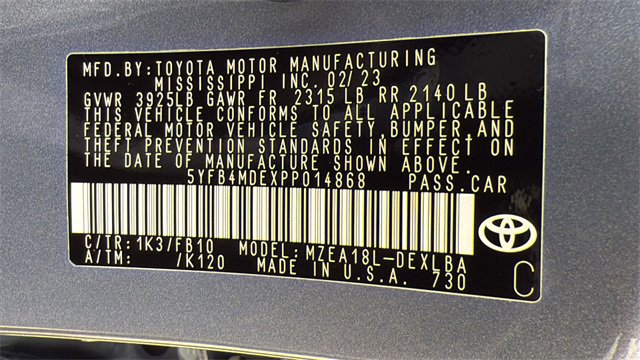 MFD. BY: TOYOTA MOTOR MANUFACTURING
MISSISSIPPI INC. 02/23
GVWR 3925LB GAWR FR 2315 LB RR 2140 LB
THIS VEHICLE CONFORMS TO ALL APPLICABLE
FEDERAL MOTOR VEHICLE SAFETY, BUMPER, AND
THEFT PREVENTION STANDARDS IN EFFECT ON
THE DATE OF MANUFACTURE SHOWN ABOVE.
5YFB4MDEXPP014868 PASS. CAR
C/TR: 1K3/FB10 MODEL: MZEA18L-DEXLBA
A/TM: /K120 MADE IN U.S.A. 730
C